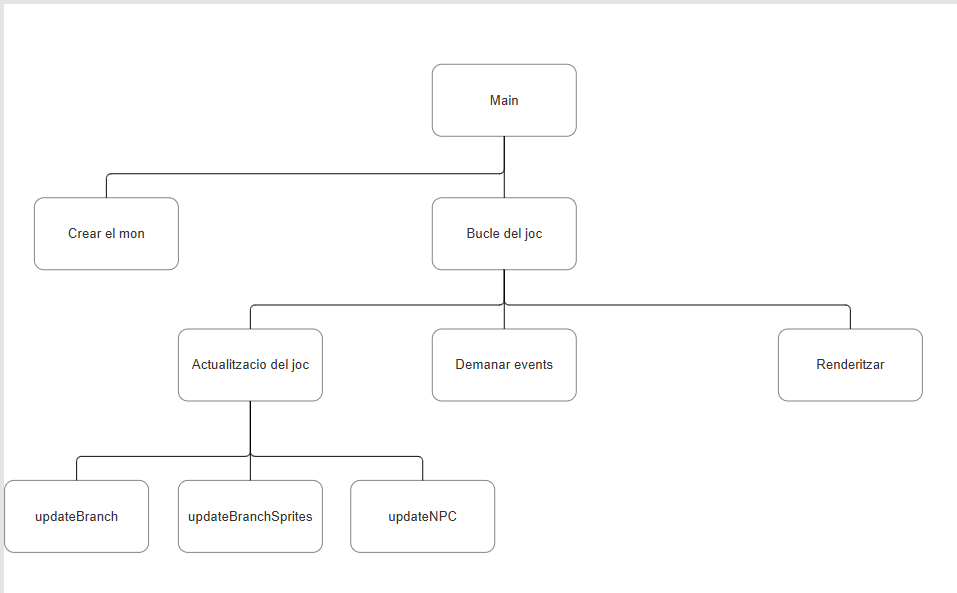 Main
Crear el mon
Bucle del joc
Actualitzacio del joc
Demanar events
Renderitzar
updateBranch
updateBranchSprites
updateNPC